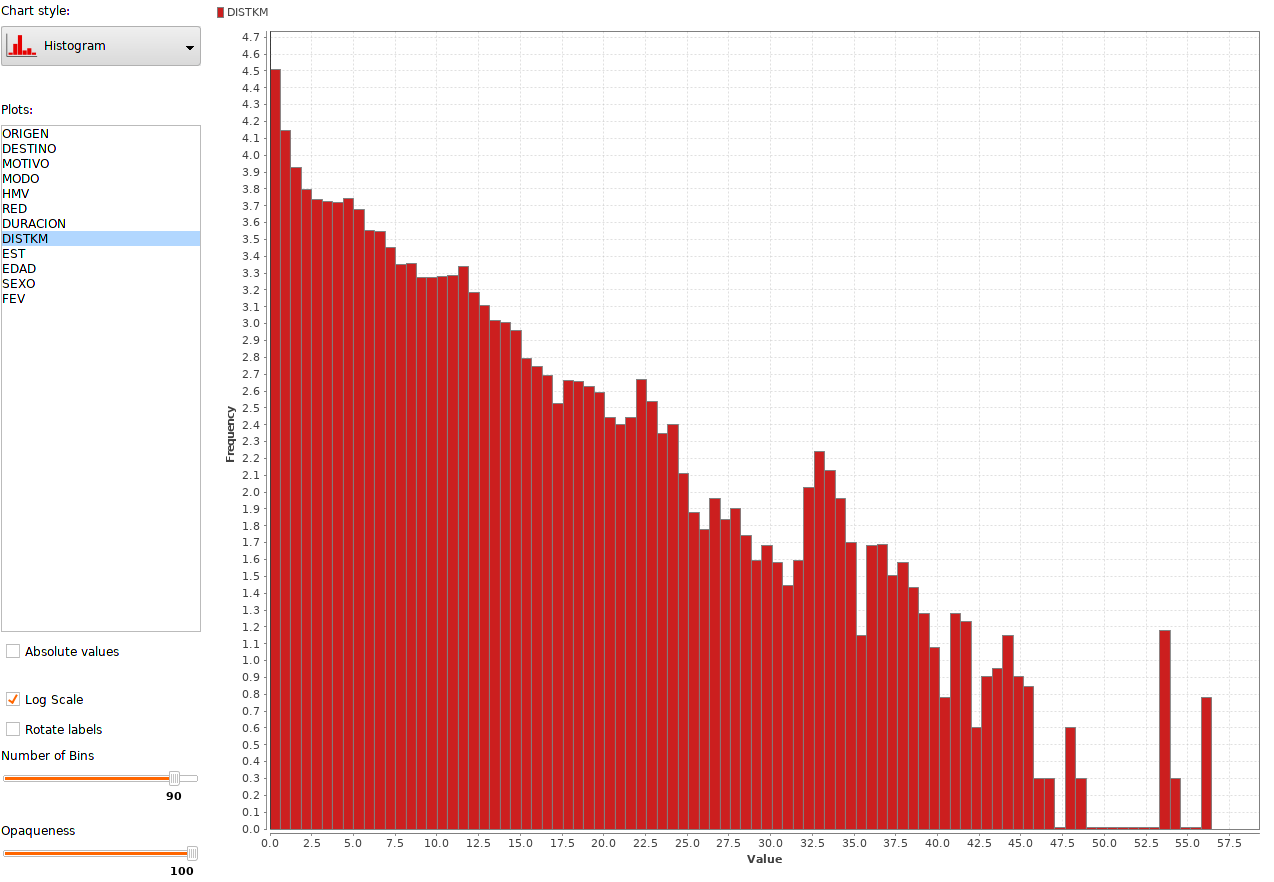 Chart style:
Histogram
Plots:
ORIGEN
DESTINO
MOTIVO
MODO
HMV
RED
DURACION
DISTKM
EST
EDAD
SEXO
FEV
Absolute values
Log Scale
Rotate labels
Number of Bins
90
Opaqueness
100
DISTKM
4.7
4.6
4.5
4.4
4.3
4.2
4.1
4.0
3.9
3.8
3.7
3.6
3.5
3.4
3.3
3.2
3.1
3.0
2.9
2.8
2.7
2.6
2.5
2.4
2.3
2.2
2.1
2.0
1.9
1.8
1.7
1.6
1.5
1.4
1.3
1.2
1.1
1.0
0.9
0.8
0.7
0.6
0.5
0.4
0.3
0.2
0.1
0.0
Frequency
0.0 2.5 5.0 7.5 10.0 12.5 15.0 17.5 20.0 22.5 25.0 27.5 30.0 32.5 35.0 37.5 40.0 42.5 45.0 47.5 50.0 52.5 55.0 57.5
Value